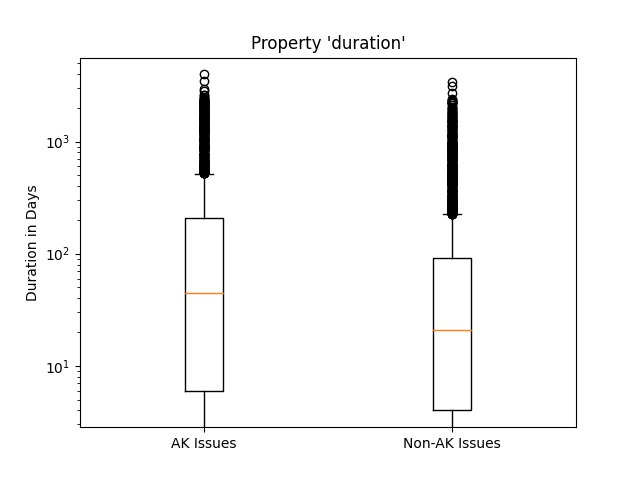 Property 'duration'
Duration in Days
10³
10²
10¹
AK Issues
Non-AK Issues